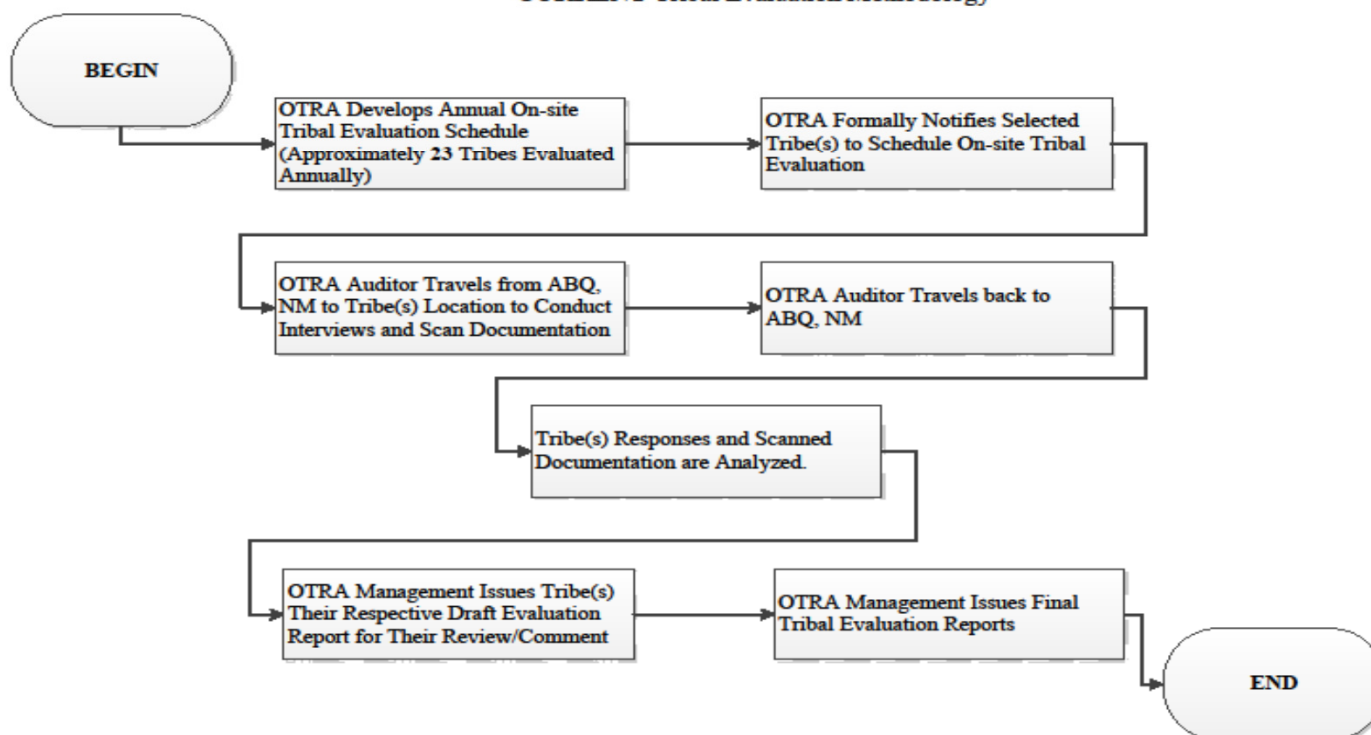 BEGIN
OTRA Develops Annual On-site
Tribal Evaluation Schedule
(Approximately 23 Tribes Evaluated
Annually)
OTRA Formally Notifies Selected
Tribe(s) to Schedule On-site Tribal
Evaluation
OTRA Auditor Travels from ABQ,
NM to Tribe(s) Location to Conduct
Interviews and Scan Documentation
OTRA Auditor Travels back to
ABQ, NM
Tribe(s) Responses and Scanned
Documentation are Analyzed.
OTRA Management Issues Tribe(s)
Their Respective Draft Evaluation
Report for Their Review/Comment
OTRA Management Issues Final
Tribal Evaluation Reports
END